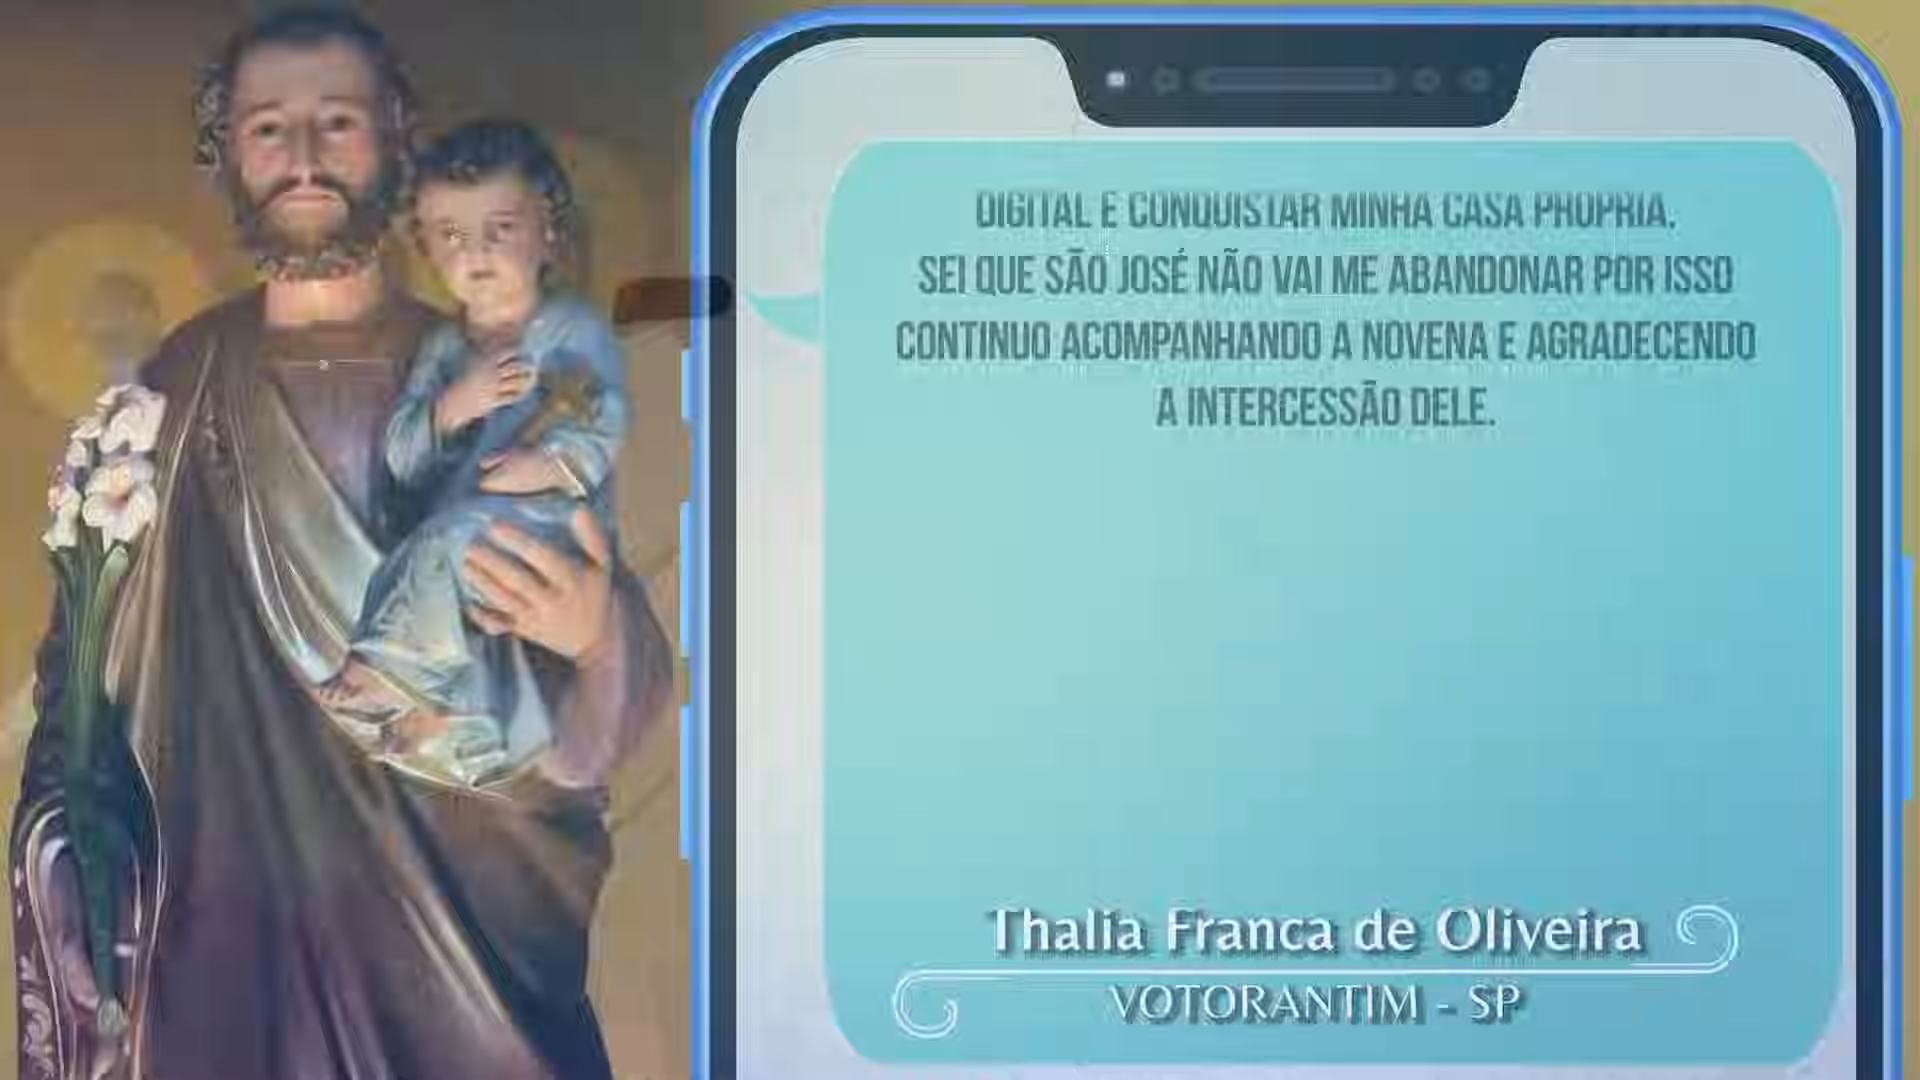 DIGITAL E CONQUISTAR MINHA CASA PRÓPRIA.
SEI QUE SÃO JOSÉ NÃO VAI ME ABANDONAR POR ISSO
CONTINUO ACOMPANHANDO A NOVENA E AGRADECENDO
A INTERCESSÃO DELE.
Thalia Franca de Oliveira
VOTORANTIM - SP